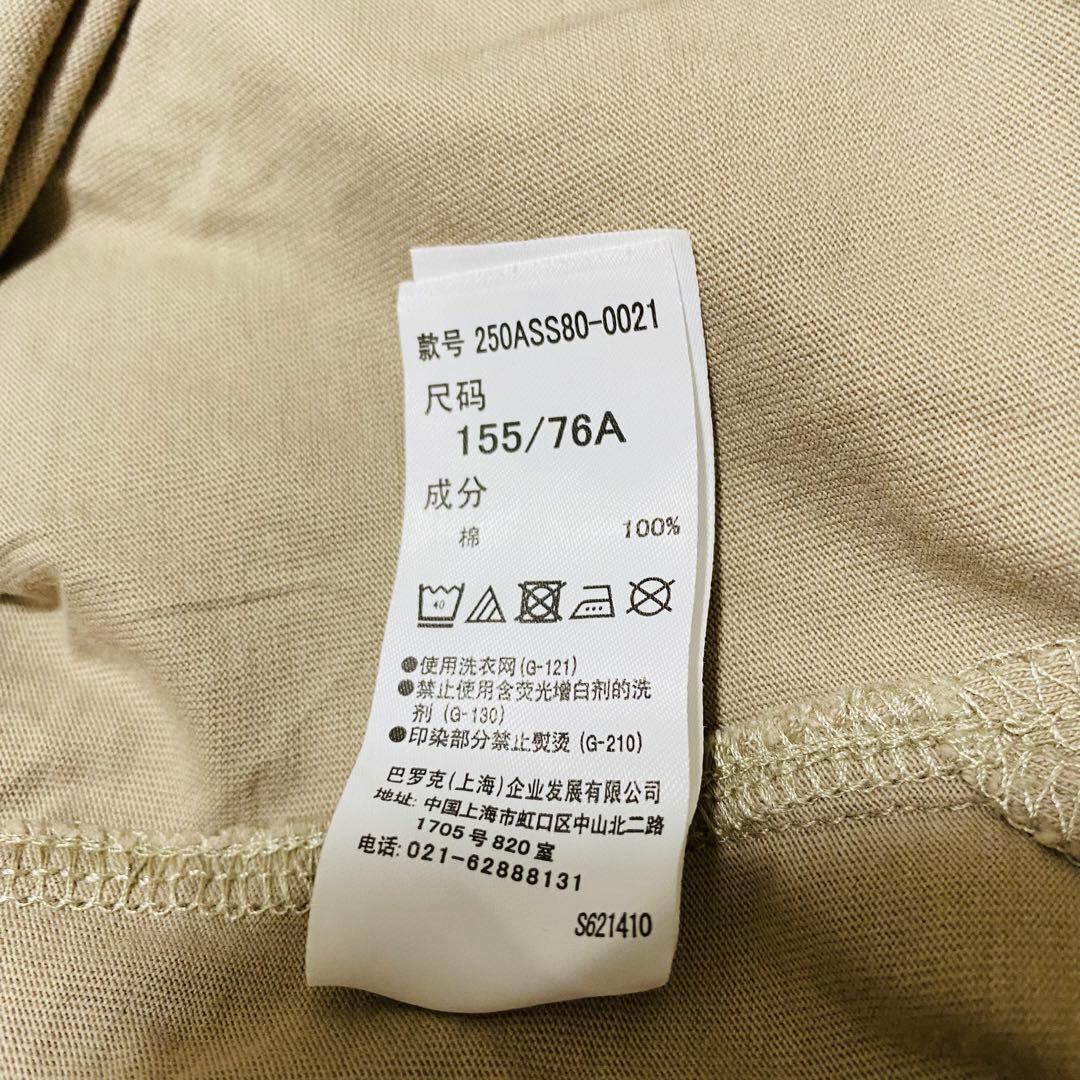 款号 250ASS80-0021
尺码
155/76A
成分
棉 100%
40
●使用洗衣网(G-121)
●禁止使用含荧光增白剂的洗
剂 (G-130)
●印染部分禁止熨烫 (G-210)
巴罗克(上海)企业发展有限公司
地址: 中国上海市虹口区中山北二路
1705号820室
电话: 021-62888131
S621410